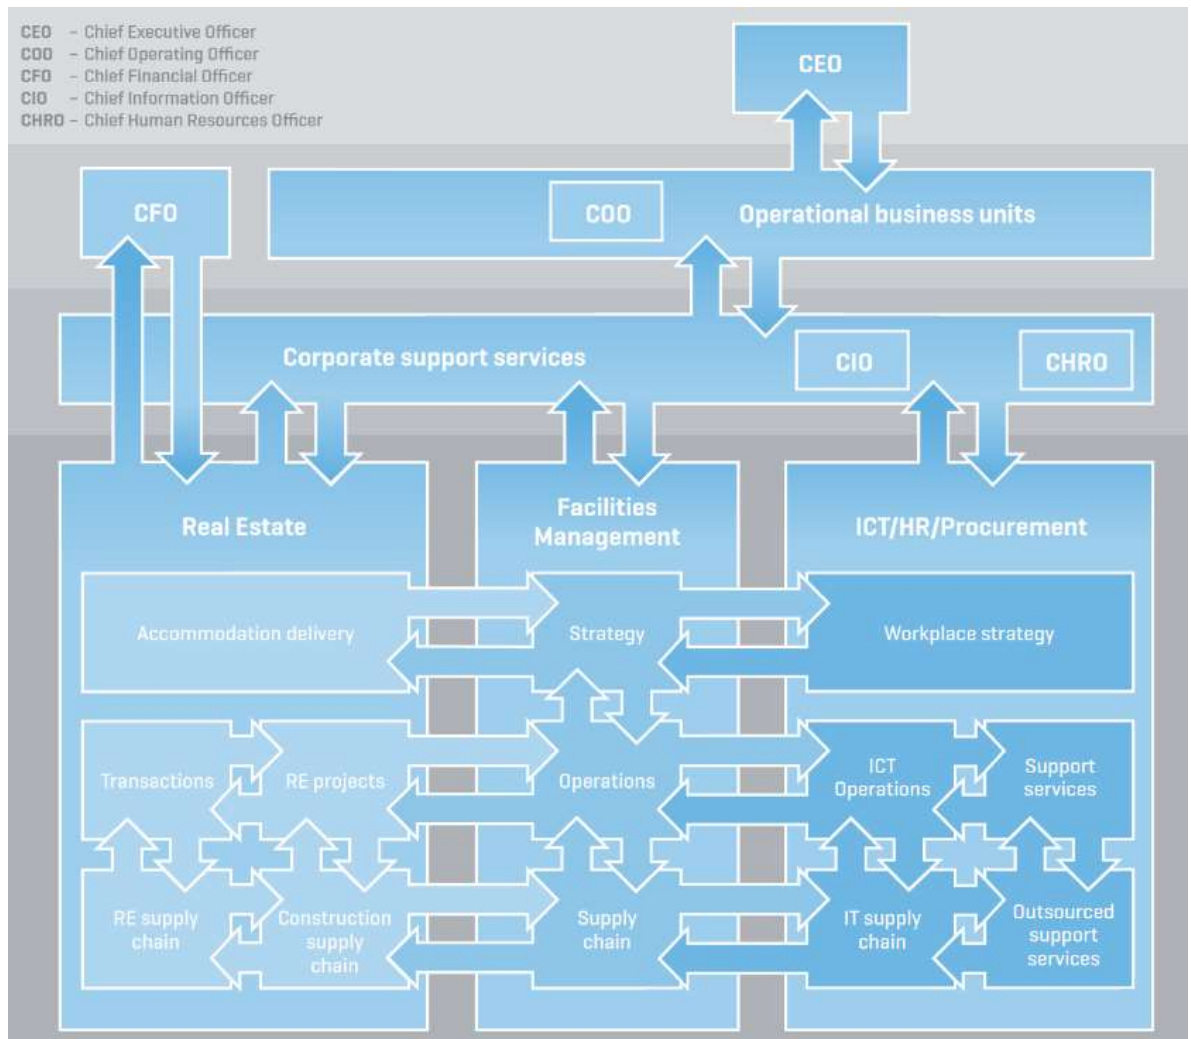 CEO – Chief Executive Officer
COO – Chief Operating Officer
CFO – Chief Financial Officer
CIO – Chief Information Officer
CHRO – Chief Human Resources Officer
CEO
CFO
COO
Operational business units
Corporate support services
CIO
CHRO
Real Estate
Facilities
Management
ICT/HR/Procurement
Accommodation delivery
Strategy
Workplace strategy
Transactions
RE projects
Operations
ICT
Operations
Support
services
RE supply
chain
Construction
supply
chain
Supply
chain
IT supply
chain
Outsourced
support
services